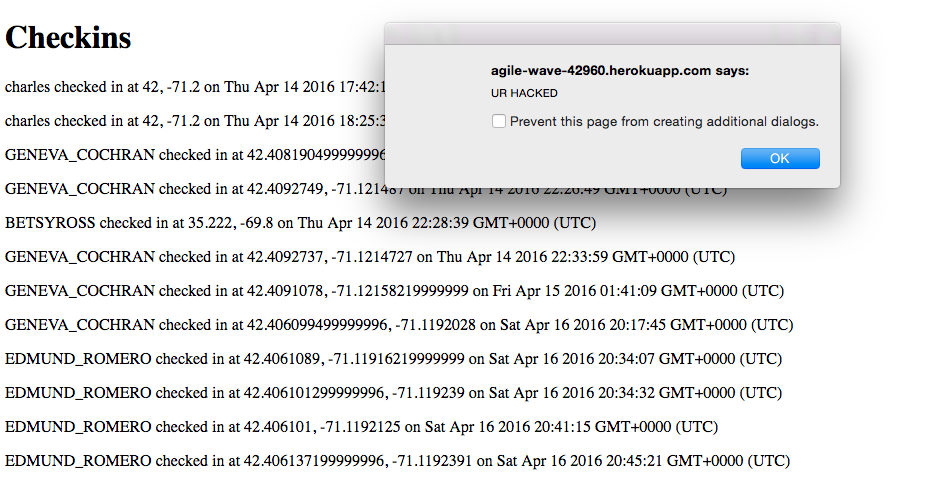 Checkins
agile-wave-42960.herokuapp.com says:
UR HACKED
Prevent this page from creating additional dialogs.
OK
charles checked in at 42, -71.2 on Thu Apr 14 2016 17:42:1
charles checked in at 42, -71.2 on Thu Apr 14 2016 18:25:3
GENEVA_COCHRAN checked in at 42.408190499999996
GENEVA_COCHRAN checked in at 42.4092749, -71.121487 on Thu Apr 14 2016 22:26:49 GMT+0000 (UTC)
BETSYROSS checked in at 35.222, -69.8 on Thu Apr 14 2016 22:28:39 GMT+0000 (UTC)
GENEVA_COCHRAN checked in at 42.4092737, -71.1214727 on Thu Apr 14 2016 22:33:59 GMT+0000 (UTC)
GENEVA_COCHRAN checked in at 42.4091078, -71.12158219999999 on Fri Apr 15 2016 01:41:09 GMT+0000 (UTC)
GENEVA_COCHRAN checked in at 42.406099499999996, -71.1192028 on Sat Apr 16 2016 20:17:45 GMT+0000 (UTC)
EDMUND_ROMERO checked in at 42.4061089, -71.11916219999999 on Sat Apr 16 2016 20:34:07 GMT+0000 (UTC)
EDMUND_ROMERO checked in at 42.406101299999996, -71.119239 on Sat Apr 16 2016 20:34:32 GMT+0000 (UTC)
EDMUND_ROMERO checked in at 42.406101, -71.1192125 on Sat Apr 16 2016 20:41:15 GMT+0000 (UTC)
EDMUND_ROMERO checked in at 42.406137199999996, -71.1192391 on Sat Apr 16 2016 20:45:21 GMT+0000 (UTC)